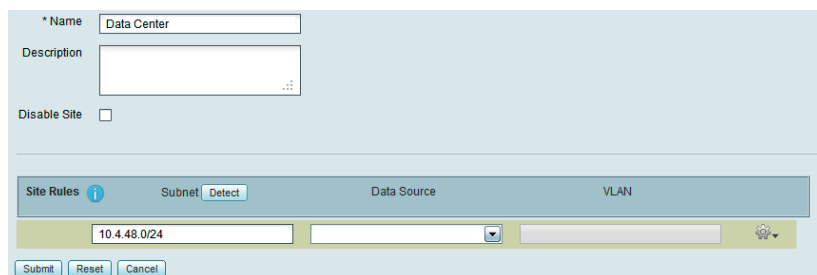 * Name Data Center
Description
Disable Site
Site Rules i Subnet Detect Data Source VLAN
10.4.48.0/24
Submit Reset Cancel